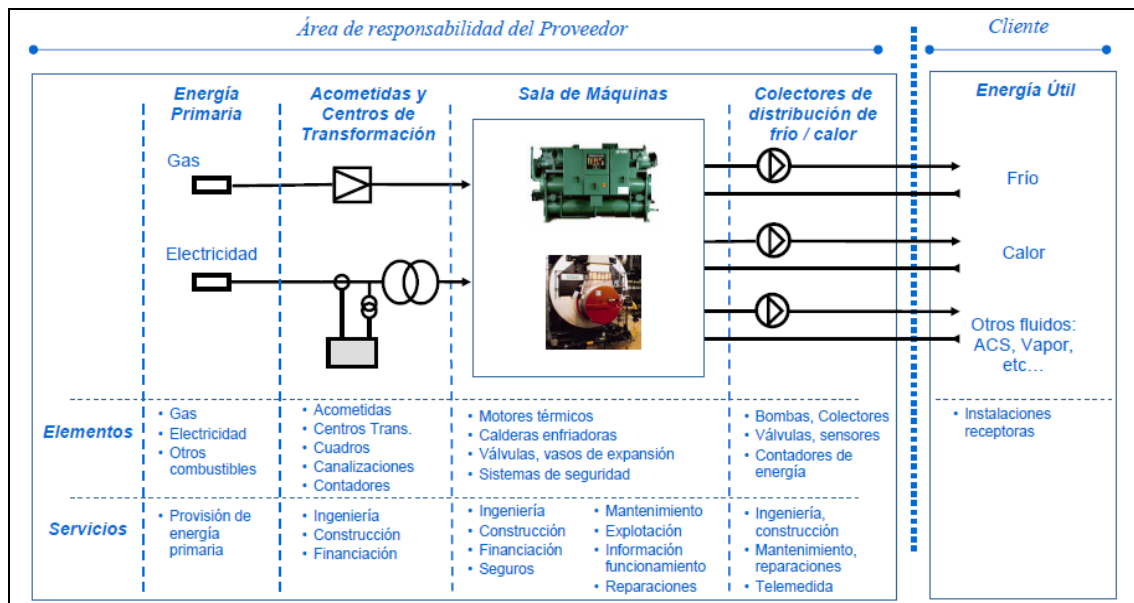 Área de responsabilidad del Proveedor
Cliente
Energía
Primaria
Acometidas y
Centros de
Transformación
Sala de Máquinas
Colectores de
distribución de
frío / calor
Energía Útil
Gas
Electricidad
Frío
Calor
Otros fluidos:
ACS, Vapor,
etc…
Elementos
• Gas
• Electricidad
• Otros
combustibles
• Acometidas
• Centros Trans.
• Cuadros
• Canalizaciones
• Contadores
• Motores térmicos
• Calderas enfriadoras
• Válvulas, vasos de expansión
• Sistemas de seguridad
• Bombas, Colectores
• Válvulas, sensores
• Contadores de
energía
• Instalaciones
receptoras
Servicios
• Provisión de
energía
primaria
• Ingeniería
• Construcción
• Financiación
• Ingeniería
• Construcción
• Financiación
• Seguros
• Mantenimiento
• Explotación
• Información
funcionamiento
• Reparaciones
• Ingeniería,
construcción
• Mantenimiento,
reparaciones
• Telemedida